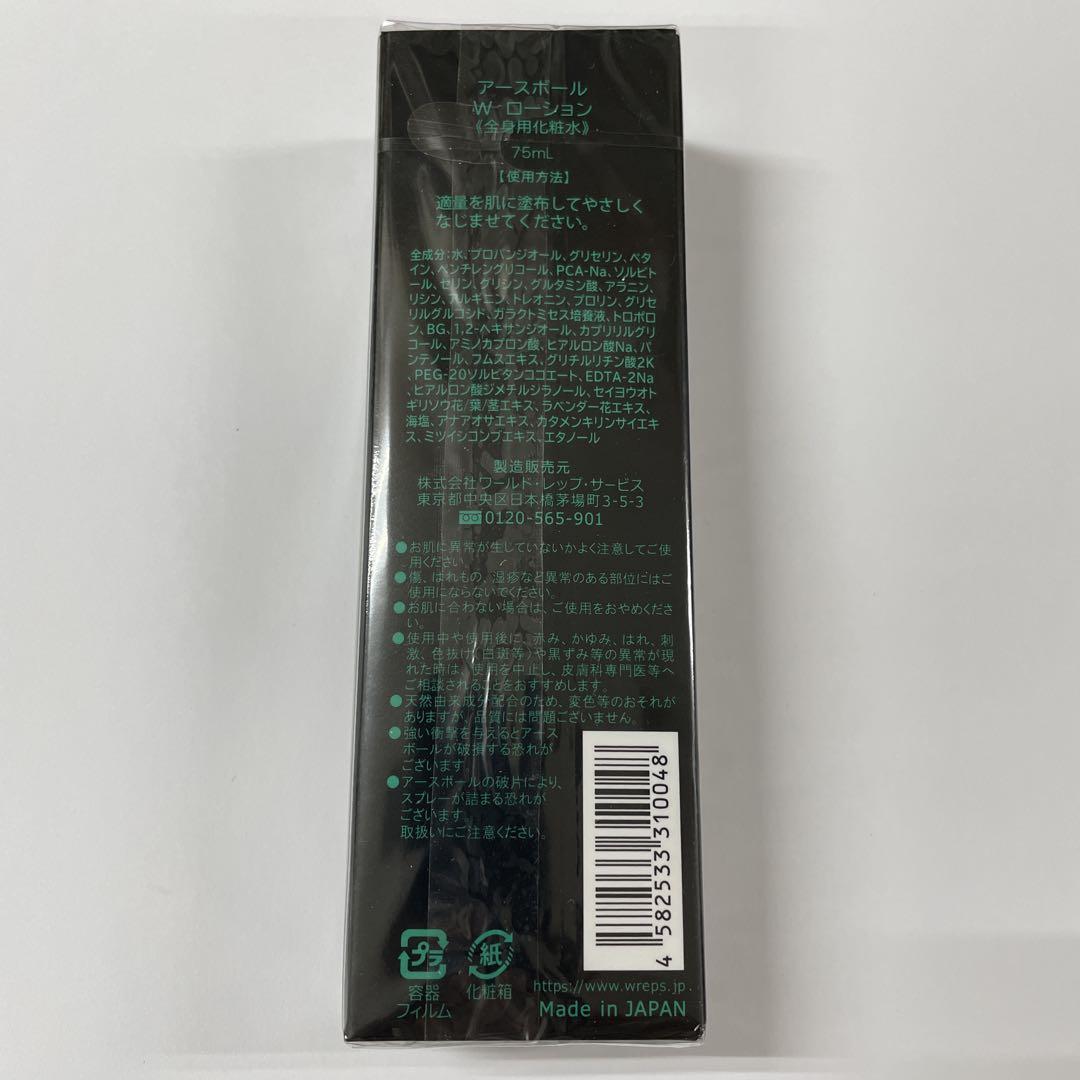 アースボール
W ローション
《全身用化粧水》
75mL
【使用方法】
適量を肌に塗布してやさしく
なじませてください。
全成分:水、プロパンジオール、グリセリン、ベタ
イン、ペンチレングリコール、PCA-Na、ソルビト
ール、セリン、グリシン、グルタミン酸、アラニン、
リシン、アルギニン、トレオニン、プロリン、グリセ
リルグルコシド、ガラクトミセス培養液、トロポロ
ン、BG、1,2-ヘキサンジオール、カプリリルグリ
コール、アミノカプロン酸、ヒアルロン酸Na、パ
ンテノール、フムスエキス、グリチルリチン酸2K
、PEG-20ソルビタンココエート、EDTA-2Na
、ヒアルロン酸ジメチルシラノール、セイヨウオト
ギリソウ花/葉/茎エキス、ラベンダー花エキス、
海塩、アナアオサエキス、カタメンキリンサイエキ
ス、ミツイシコンブエキス、エタノール
製造販売元
株式会社ワールド・レップ・サービス
東京都中央区日本橋茅場町3-5-3
0120-565-901
●お肌に異常が生じていないかよく注意してご使
用ください。
●傷、はれもの、湿疹など異常のある部位にはご
使用にならないでください。
●お肌に合わない場合は、ご使用をおやめくださ
い。
●使用中や使用後に、赤み、かゆみ、はれ、刺
激、色抜け(白斑等)や黒ずみ等の異常が現
れた時は、使用を中止し、皮膚科専門医等へ
ご相談されることをおすすめします。
●天然由来成分配合のため、変色等のおそれが
ありますが、品質には問題ございません。
●強い衝撃を与えるとアース
ボールが破損する恐れが
ございます。
●アースボールの破片により、
スプレーが詰まる恐れが
ございます。
取扱いにご注意ください。
4 582533 310048
プラ
容器
フィルム
紙
化粧箱
https://www.wreps.jp.
Made in JAPAN